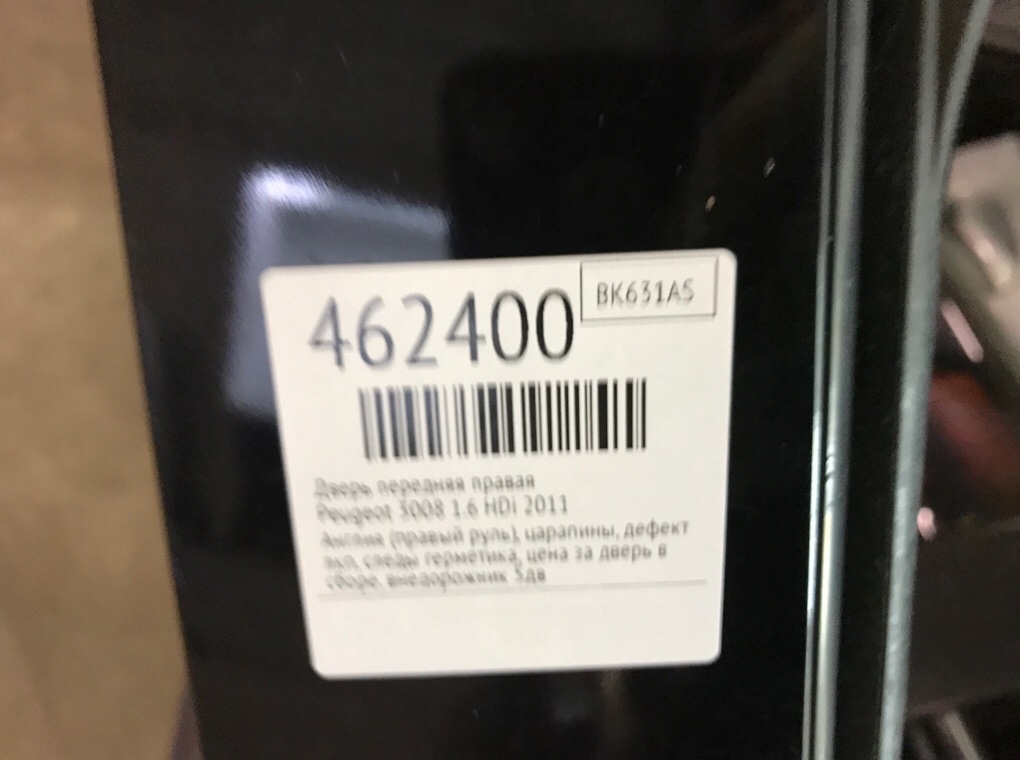 462400
BK631AS
Дверь передняя правая
Peugeot 3008 1.6 HDi 2011
Англия (правый руль), царапины, дефект
лкп, следы герметика, цена за дверь в
сборе, внедорожник 5дв